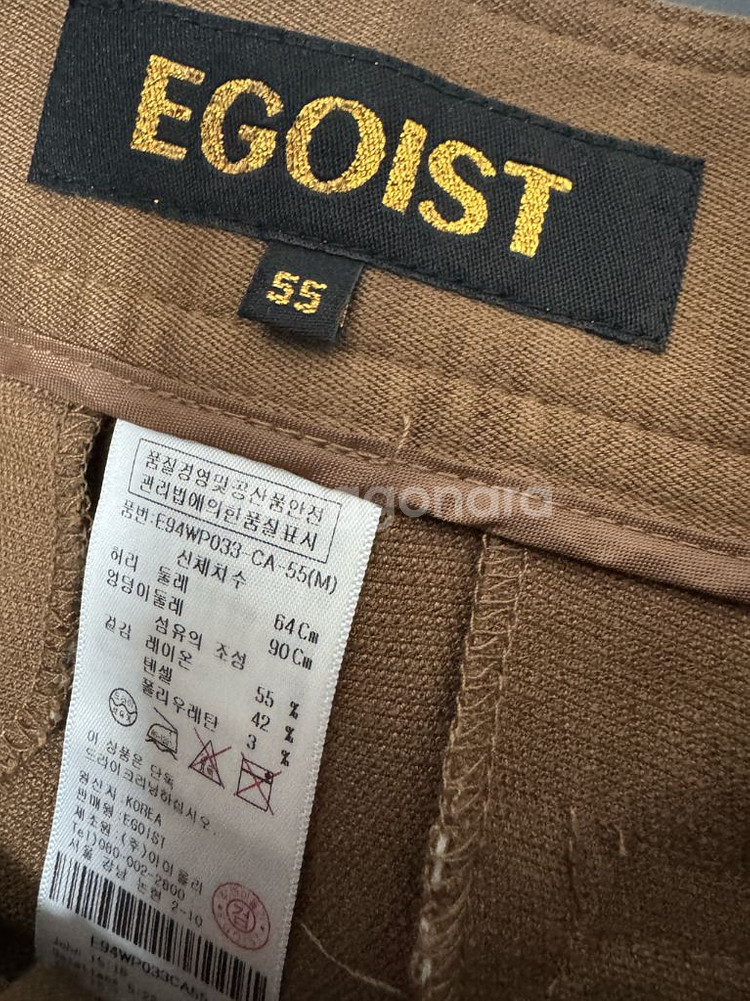 EGOIST
55
품질경영및공산품안전
관리법에의한품질표시
품번:E94WP033-CA-55(M)
신체치수
허리 둘레 64Cm
엉덩이둘레 90Cm
섬유의 조성
겉감 레이온 55 %
텐셀 42 %
폴리우레탄 3 %
이 상품은 단독
드라이크리닝하십시오.
원산지:KOREA
판매원:EGOIST
제조원:(주)아이올리
Tel)080-002-2800
서울 강남 논현 2-10
E94WP033CA55